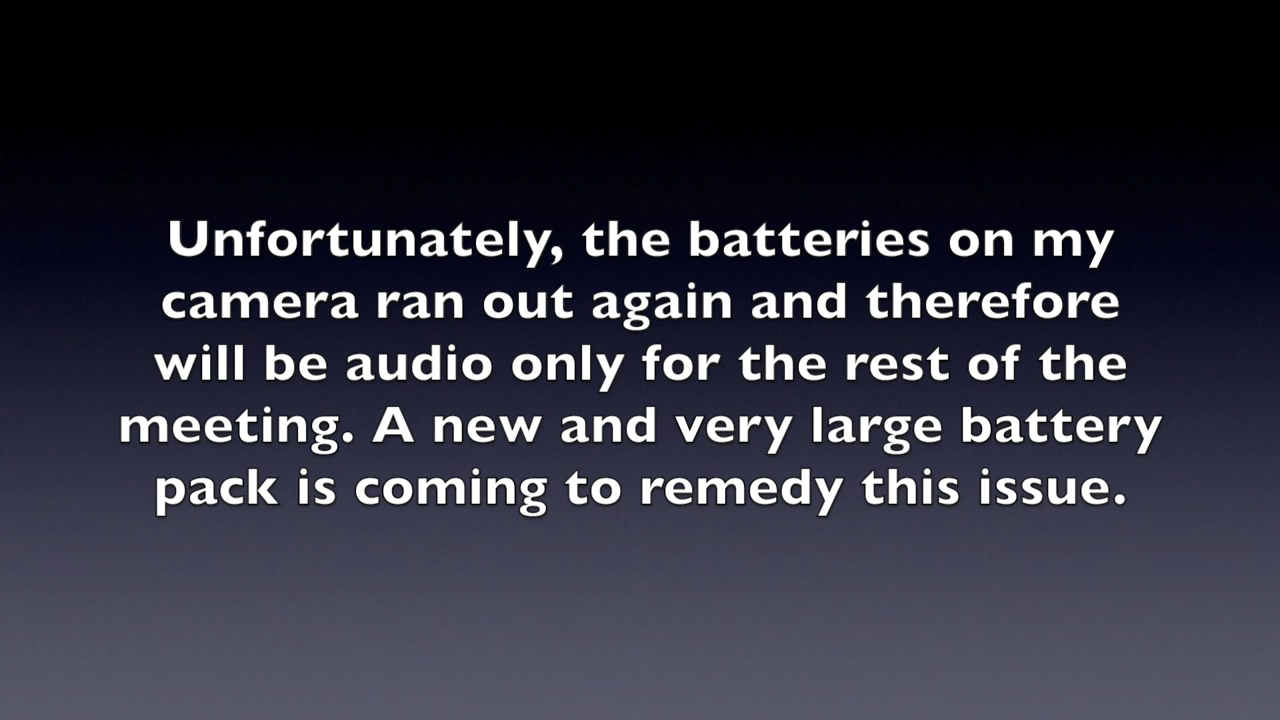 Unfortunately, the batteries on my
camera ran out again and therefore
will be audio only for the rest of the
meeting. A new and very large battery
pack is coming to remedy this issue.